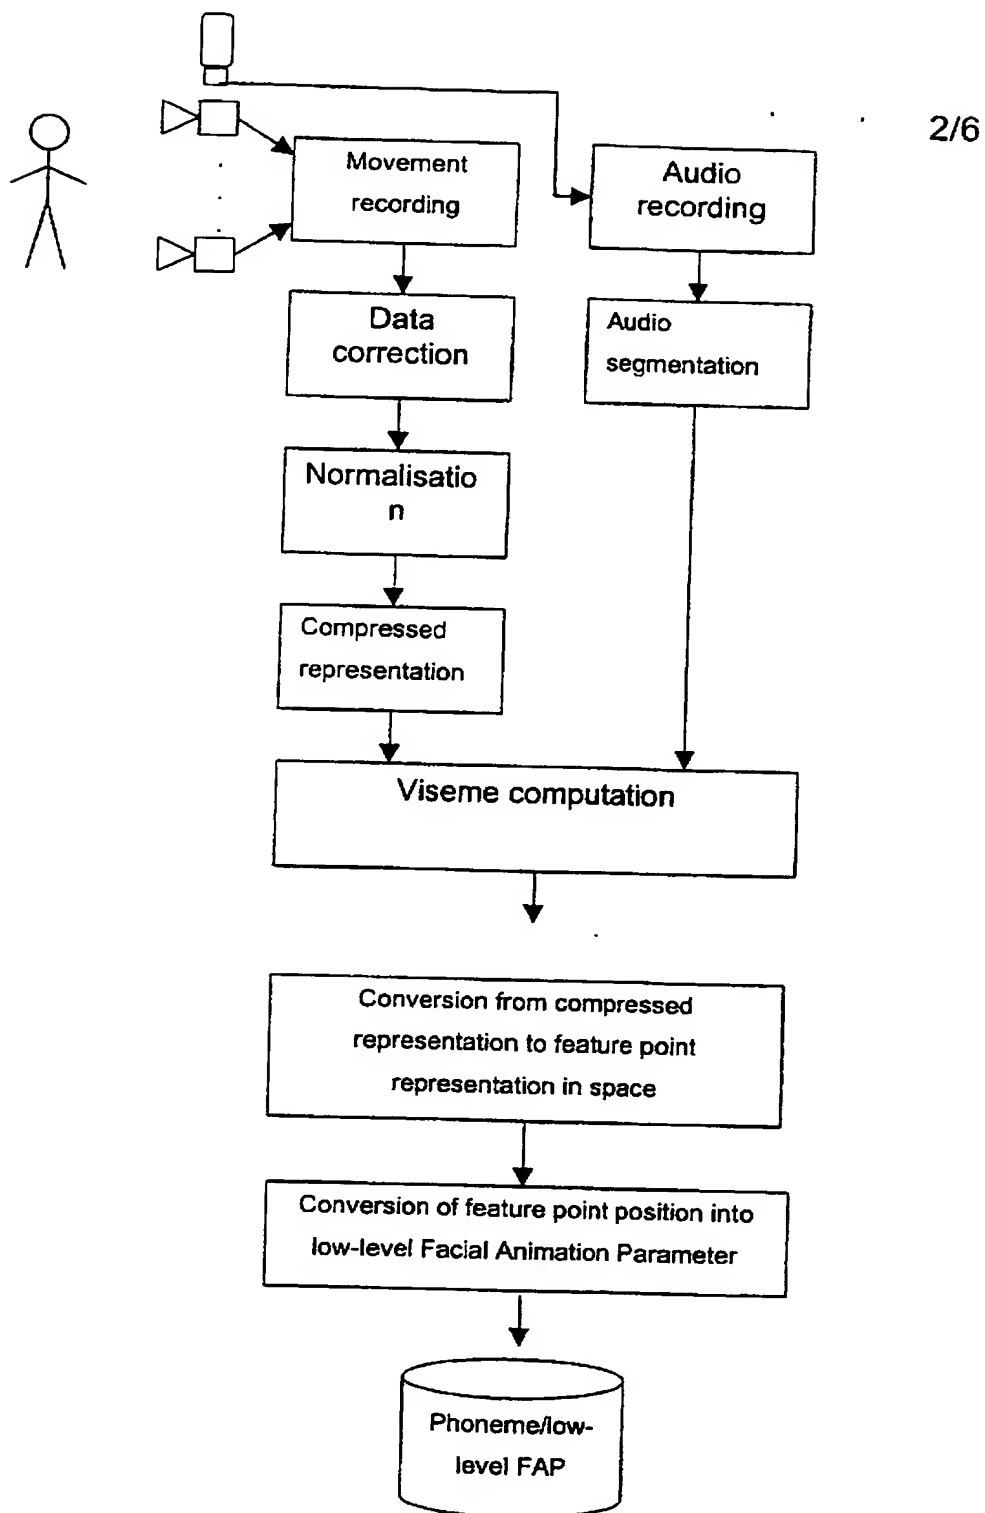 2/6
Movement
recording
Audio
recording
Data
correction
Audio
segmentation
Normalisatio
n
Compressed
representation
Viseme computation
Conversion from compressed
representation to feature point
representation in space
Conversion of feature point position into
low-level Facial Animation Parameter
Phoneme/low-
level FAP